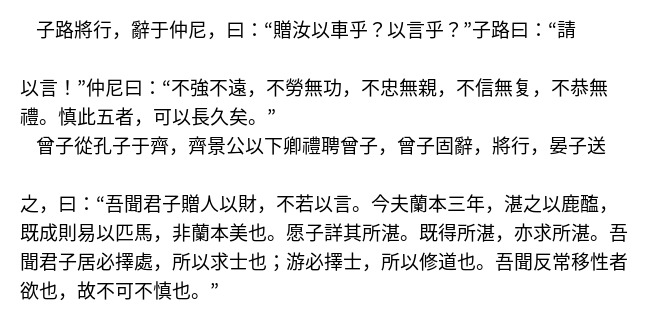 子路將行，辭于仲尼，曰：“贈汝以車乎？以言乎？”子路曰：“請
以言！”仲尼曰：“不強不遠，不勞無功，不忠無親，不信無复，不恭無
禮。慎此五者，可以長久矣。”
曾子從孔子于齊，齊景公以下卿禮聘曾子，曾子固辭，將行，晏子送
之，曰：“吾聞君子贈人以財，不若以言。今夫蘭本三年，湛之以鹿醢，
既成則易以匹馬，非蘭本美也。愿子詳其所湛。既得所湛，亦求所湛。吾
聞君子居必擇處，所以求士也；游必擇士，所以修道也。吾聞反常移性者
欲也，故不可不慎也。”